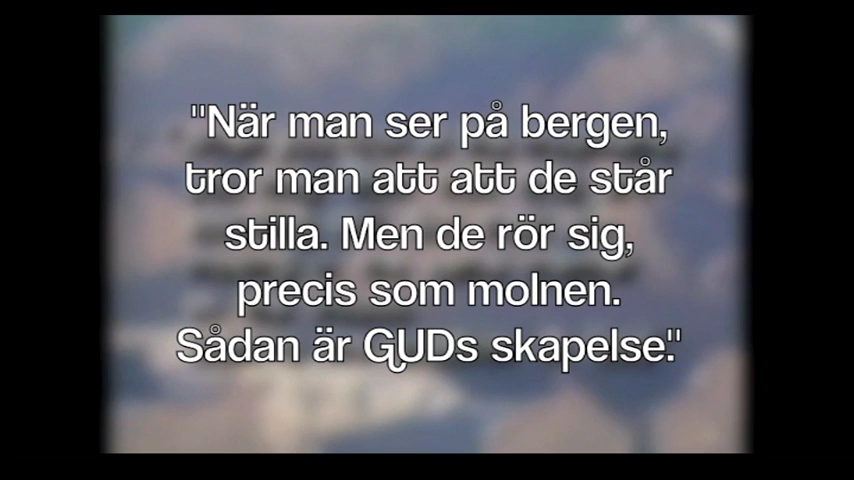 "När man ser på bergen,
tror man att att de står
stilla. Men de rör sig,
precis som molnen.
Sådan är GUDs skapelse."